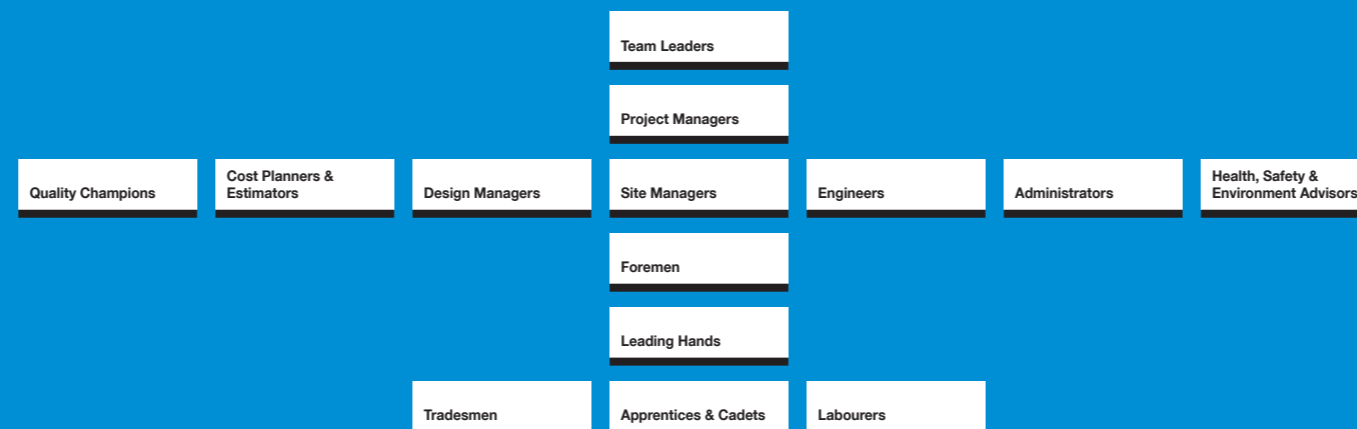 Team Leaders
Project Managers
Quality Champions
Cost Planners &
Estimators
Design Managers
Site Managers
Engineers
Administrators
Health, Safety &
Environment Advisors
Foremen
Leading Hands
Tradesmen
Apprentices & Cadets
Labourers